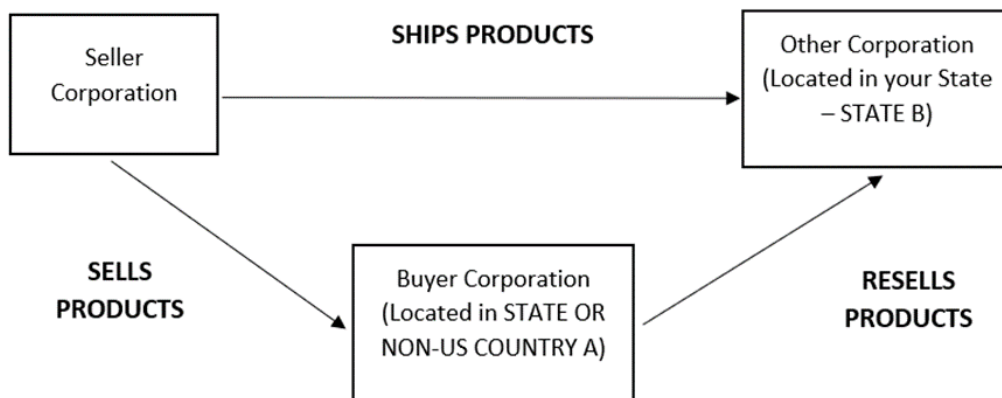 SHIPS PRODUCTS
Seller
Corporation
Other Corporation
(Located in your State
– STATE B)
SELLS
PRODUCTS
Buyer Corporation
(Located in STATE OR
NON-US COUNTRY A)
RESELLS
PRODUCTS